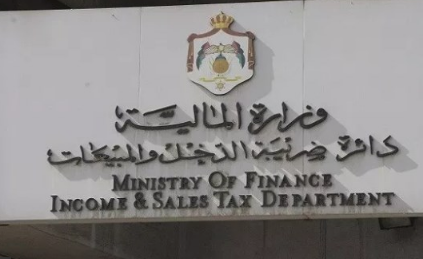 وزارة المالية
دائرة ضريبة الدخل والمبيعات
MINISTRY OF FINANCE
INCOME & SALES TAX DEPARTMENT